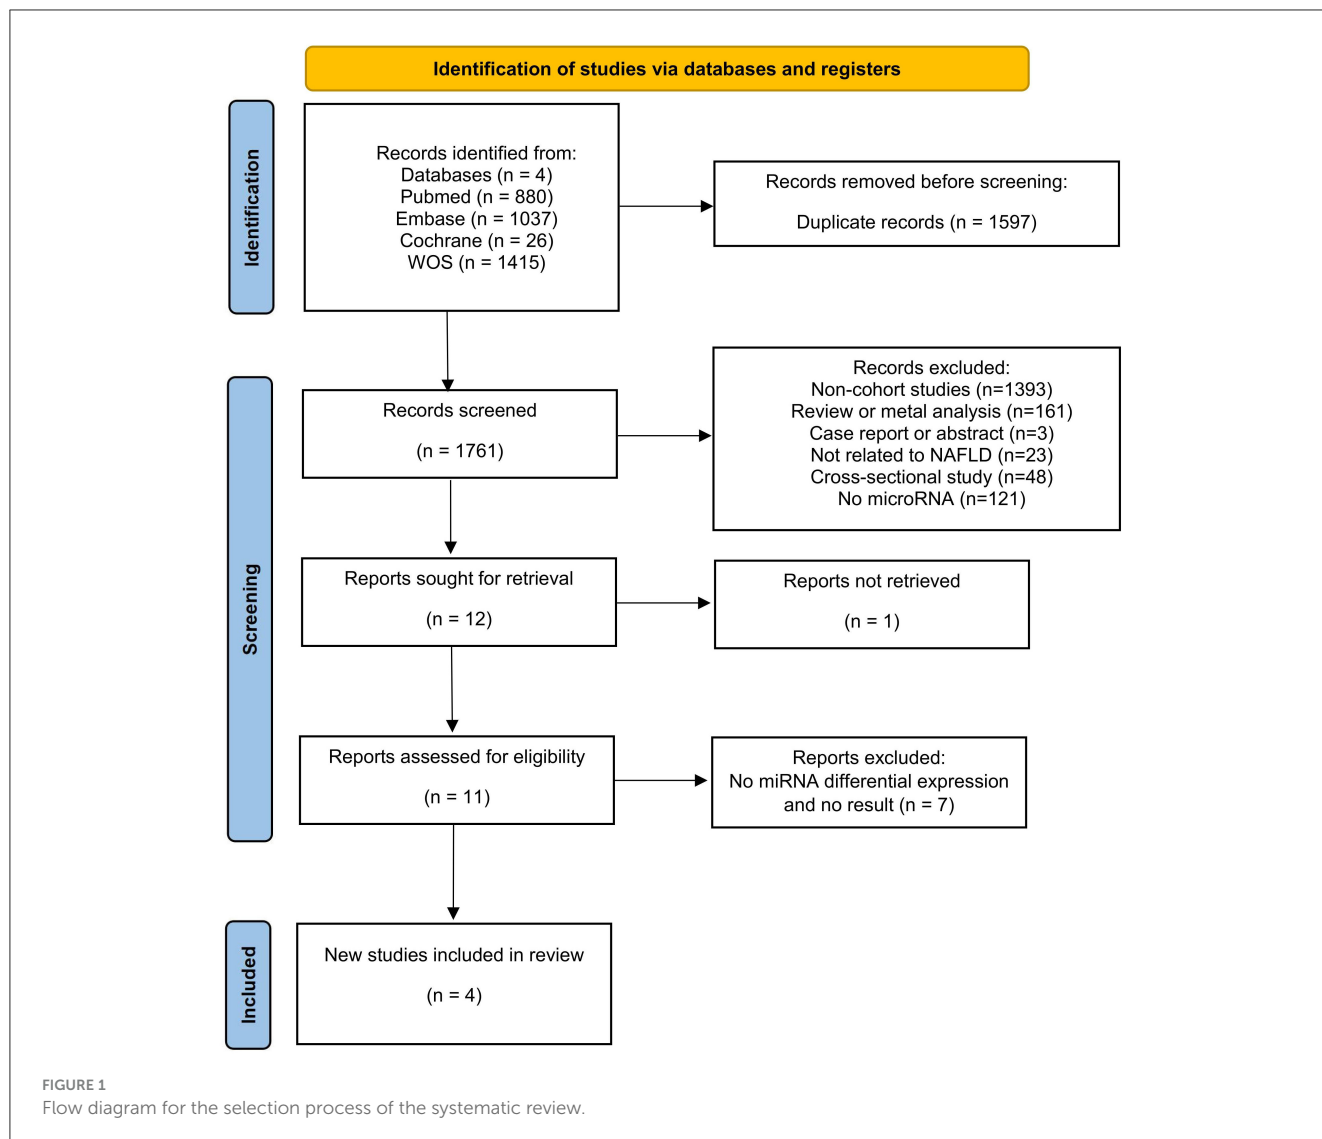 Identification of studies via databases and registers
Identification
Records identified from:
Databases (n = 4)
Pubmed (n = 880)
Embase (n = 1037)
Cochrane (n = 26)
WOS (n = 1415)
Records removed before screening:
Duplicate records (n = 1597)
Screening
Records screened
(n = 1761)
Records excluded:
Non-cohort studies (n=1393)
Review or metal analysis (n=161)
Case report or abstract (n=3)
Not related to NAFLD (n=23)
Cross-sectional study (n=48)
No microRNA (n=121)
Reports sought for retrieval
(n = 12)
Reports not retrieved
(n = 1)
Reports assessed for eligibility
(n = 11)
Reports excluded:
No miRNA differential expression
and no result (n = 7)
Included
New studies included in review
(n = 4)
FIGURE 1
Flow diagram for the selection process of the systematic review.